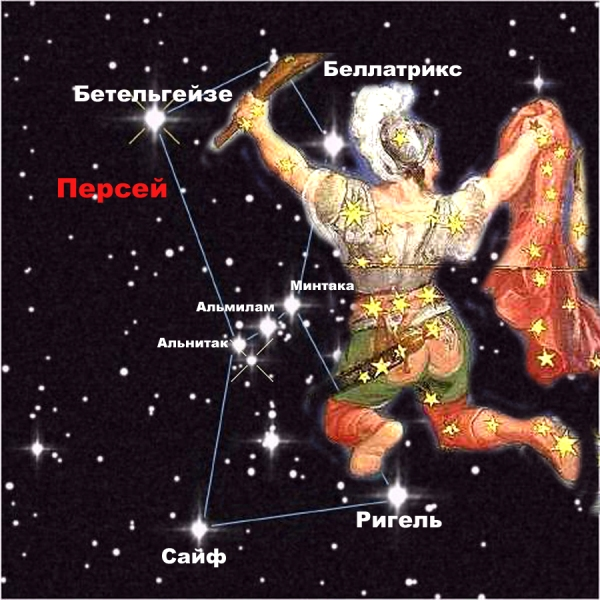 Беллатрикс
Бетельгейзе
Персей
Минтака
Альмилам
Альнитак
Ригель
Сайф